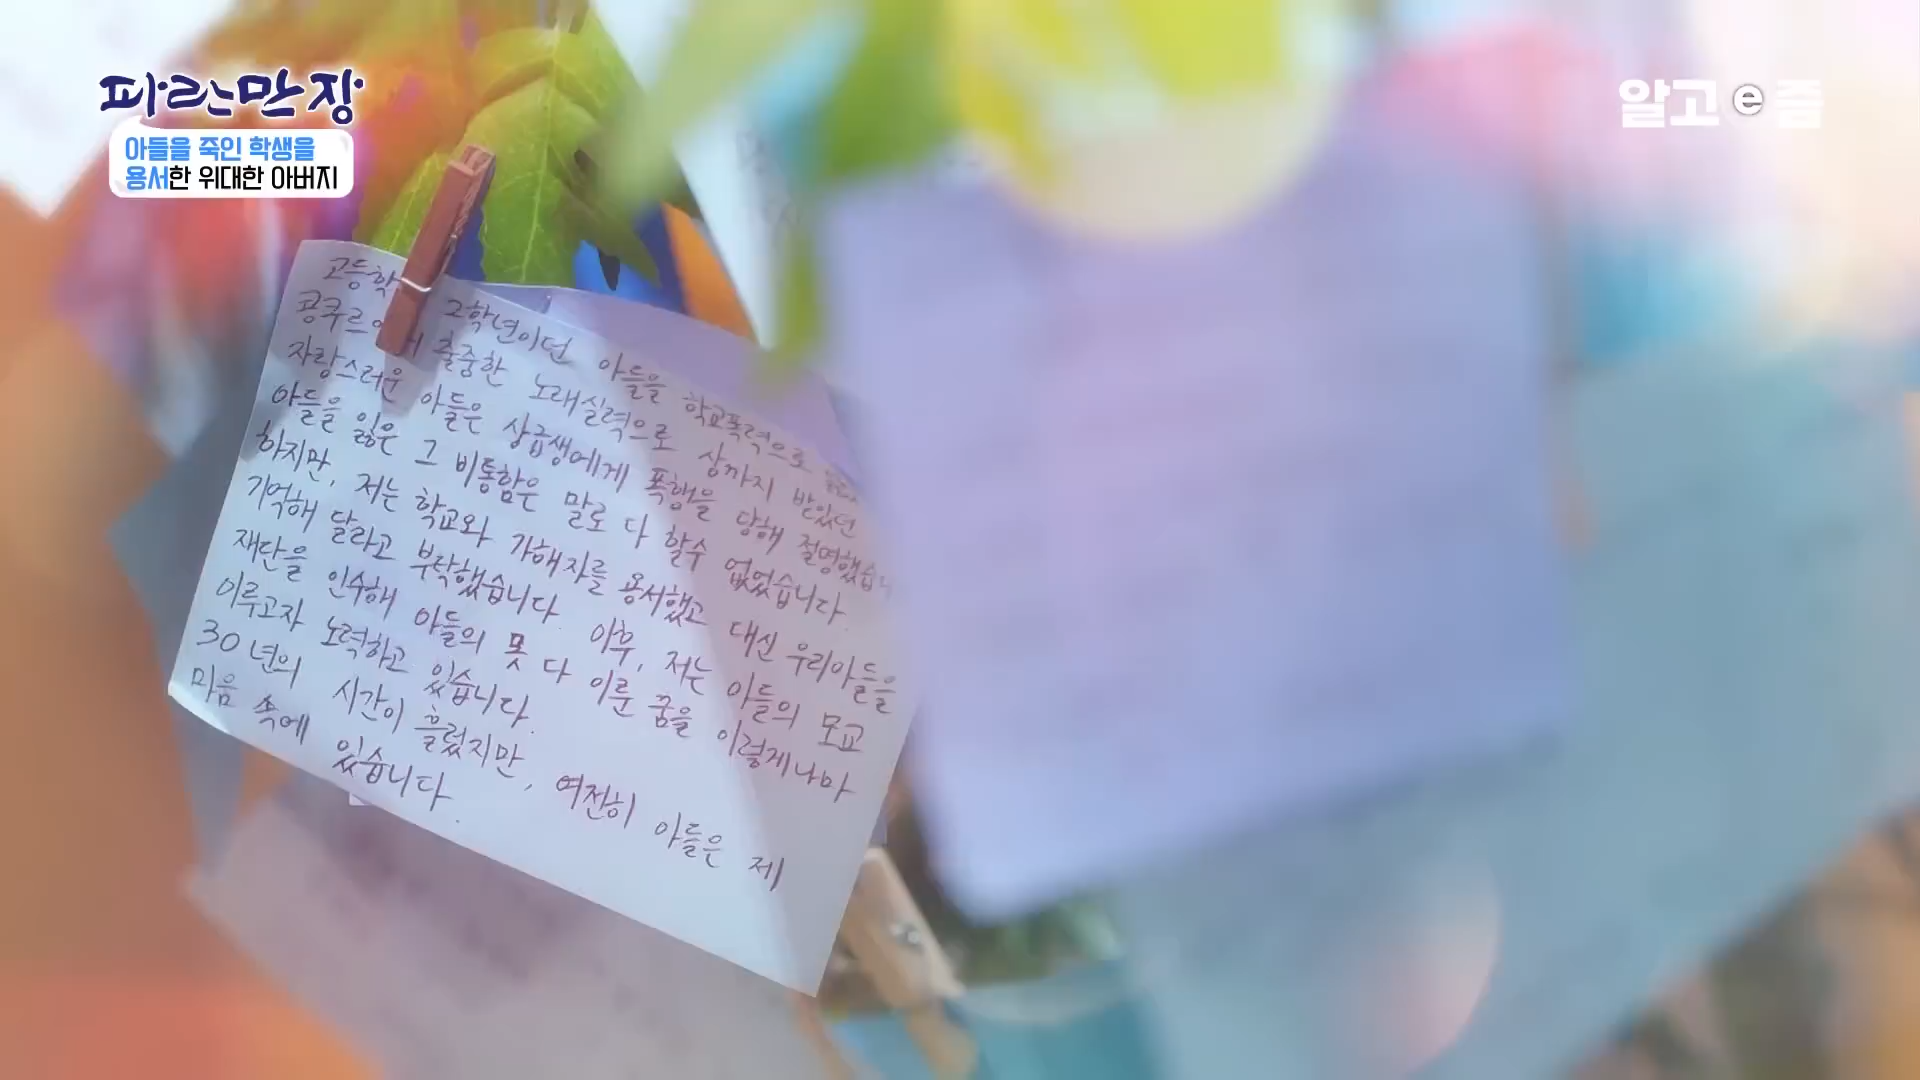 파란만장
알고e즘
아들을 죽인 학생을
용서한 위대한 아버지
고등학 2학년이던 아들을 학교폭력으로
콩쿠르에서 출중한 노래실력으로 상까지 받았던
자랑스러운 아들은 상급생에게 폭행을 당해 절명했습니
아들을 잃은 그 비통함은 말로 다 할수 없었습니다.
하지만, 저는 학교와 가해자를 용서했고 대신 우리아들을
기억해 달라고 부탁했습니다. 이후, 저는 아들의 모교
재단을 인수해 아들의 못 다 이룬 꿈을 이렇게나마
이루고자 노력하고 있습니다.
30년의 시간이 흘렀지만, 여전히 아들은 제
마음 속에 있습니다.